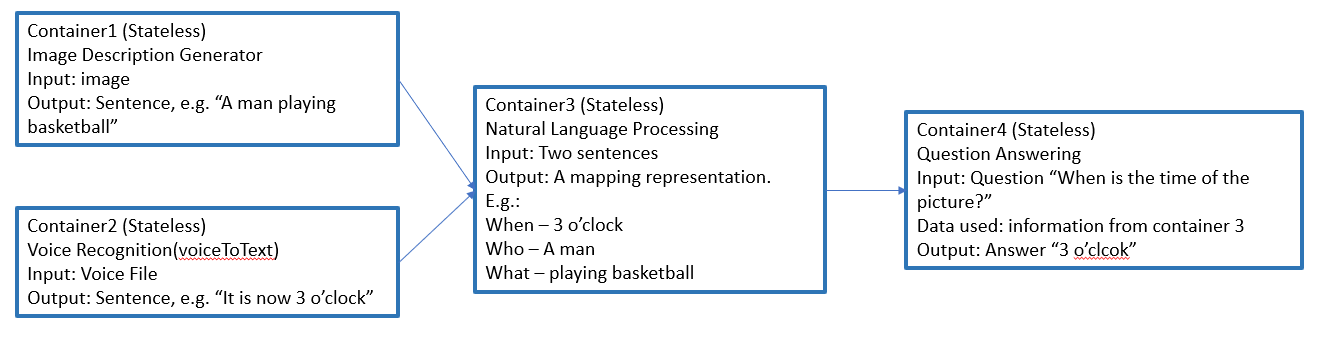 Container1 (Stateless)
Image Description Generator
Input: image
Output: Sentence, e.g. “A man playing
basketball”
Container2 (Stateless)
Voice Recognition(voiceToText)
Input: Voice File
Output: Sentence, e.g. “It is now 3 o’clock”
Container3 (Stateless)
Natural Language Processing
Input: Two sentences
Output: A mapping representation.
E.g.:
When – 3 o’clock
Who – A man
What – playing basketball
Container4 (Stateless)
Question Answering
Input: Question “When is the time of the
picture?”
Data used: information from container 3
Output: Answer “3 o’clcok”